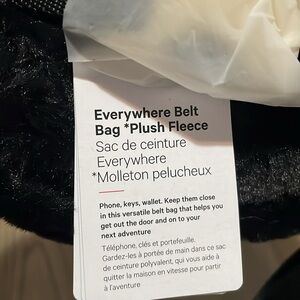 Everywhere Belt
Bag *Plush Fleece
Sac de ceinture
Everywhere
*Molleton pelucheux
Phone, keys, wallet. Keep them close
in this versatile belt bag that helps you
get out the door and on to your
next adventure
Téléphone, clés et portefeuille.
Gardez-les à portée de main dans ce sac
de ceinture polyvalent, qui vous aide à
quitter la maison en vitesse pour partir
à l'aventure